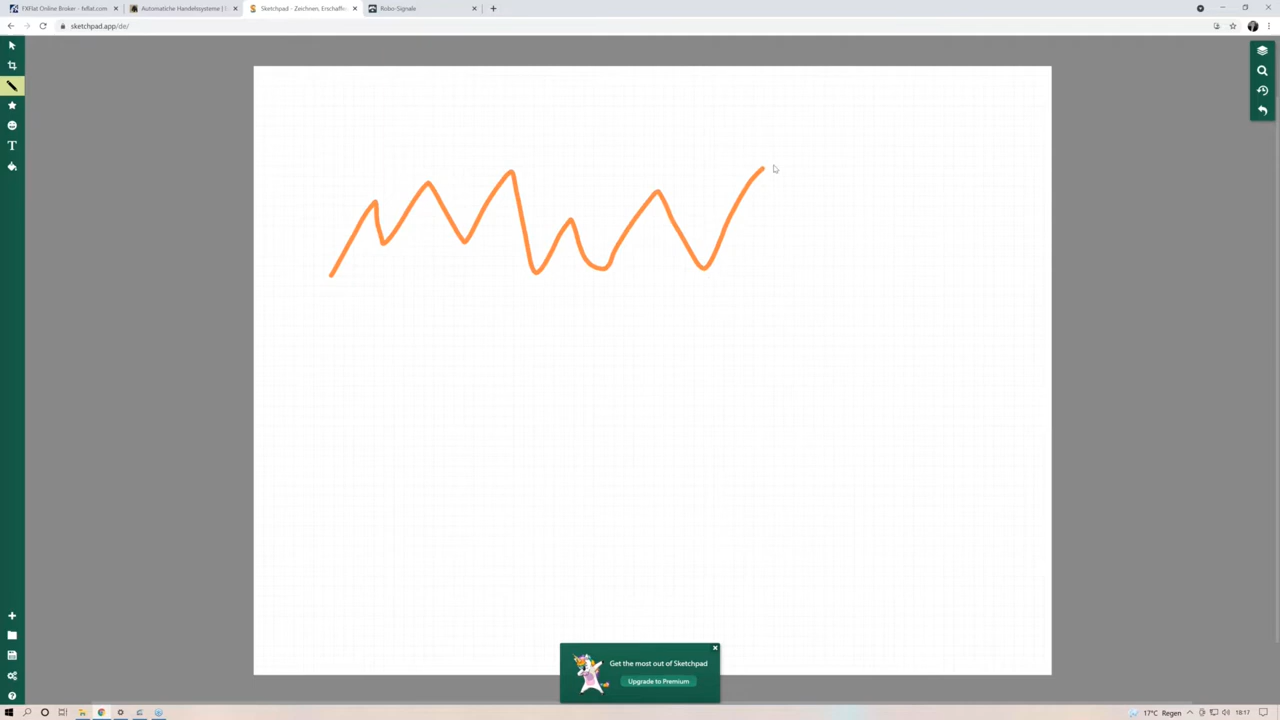 FXFlat Online Broker - fxflat.com
Automatiche Handelssysteme | S
Sketchpad - Zeichnen, Erschaffe
Robo-Signale
sketchpad.app/de/
Get the most out of Sketchpad
Upgrade to Premium
17°C Regen
18:17